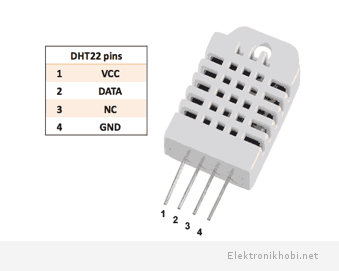 DHT22 pins
1 VCC
2 DATA
3 NC
4 GND
1 2 3 4
Elektronikhobi.net